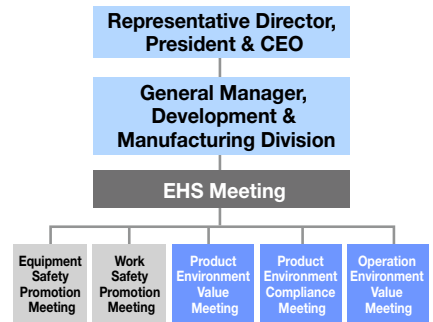 Representative Director,
President & CEO
General Manager,
Development &
Manufacturing Division
EHS Meeting
Equipment
Safety
Promotion
Meeting
Work
Safety
Promotion
Meeting
Product
Environment
Value
Meeting
Product
Environment
Compliance
Meeting
Operation
Environment
Value
Meeting